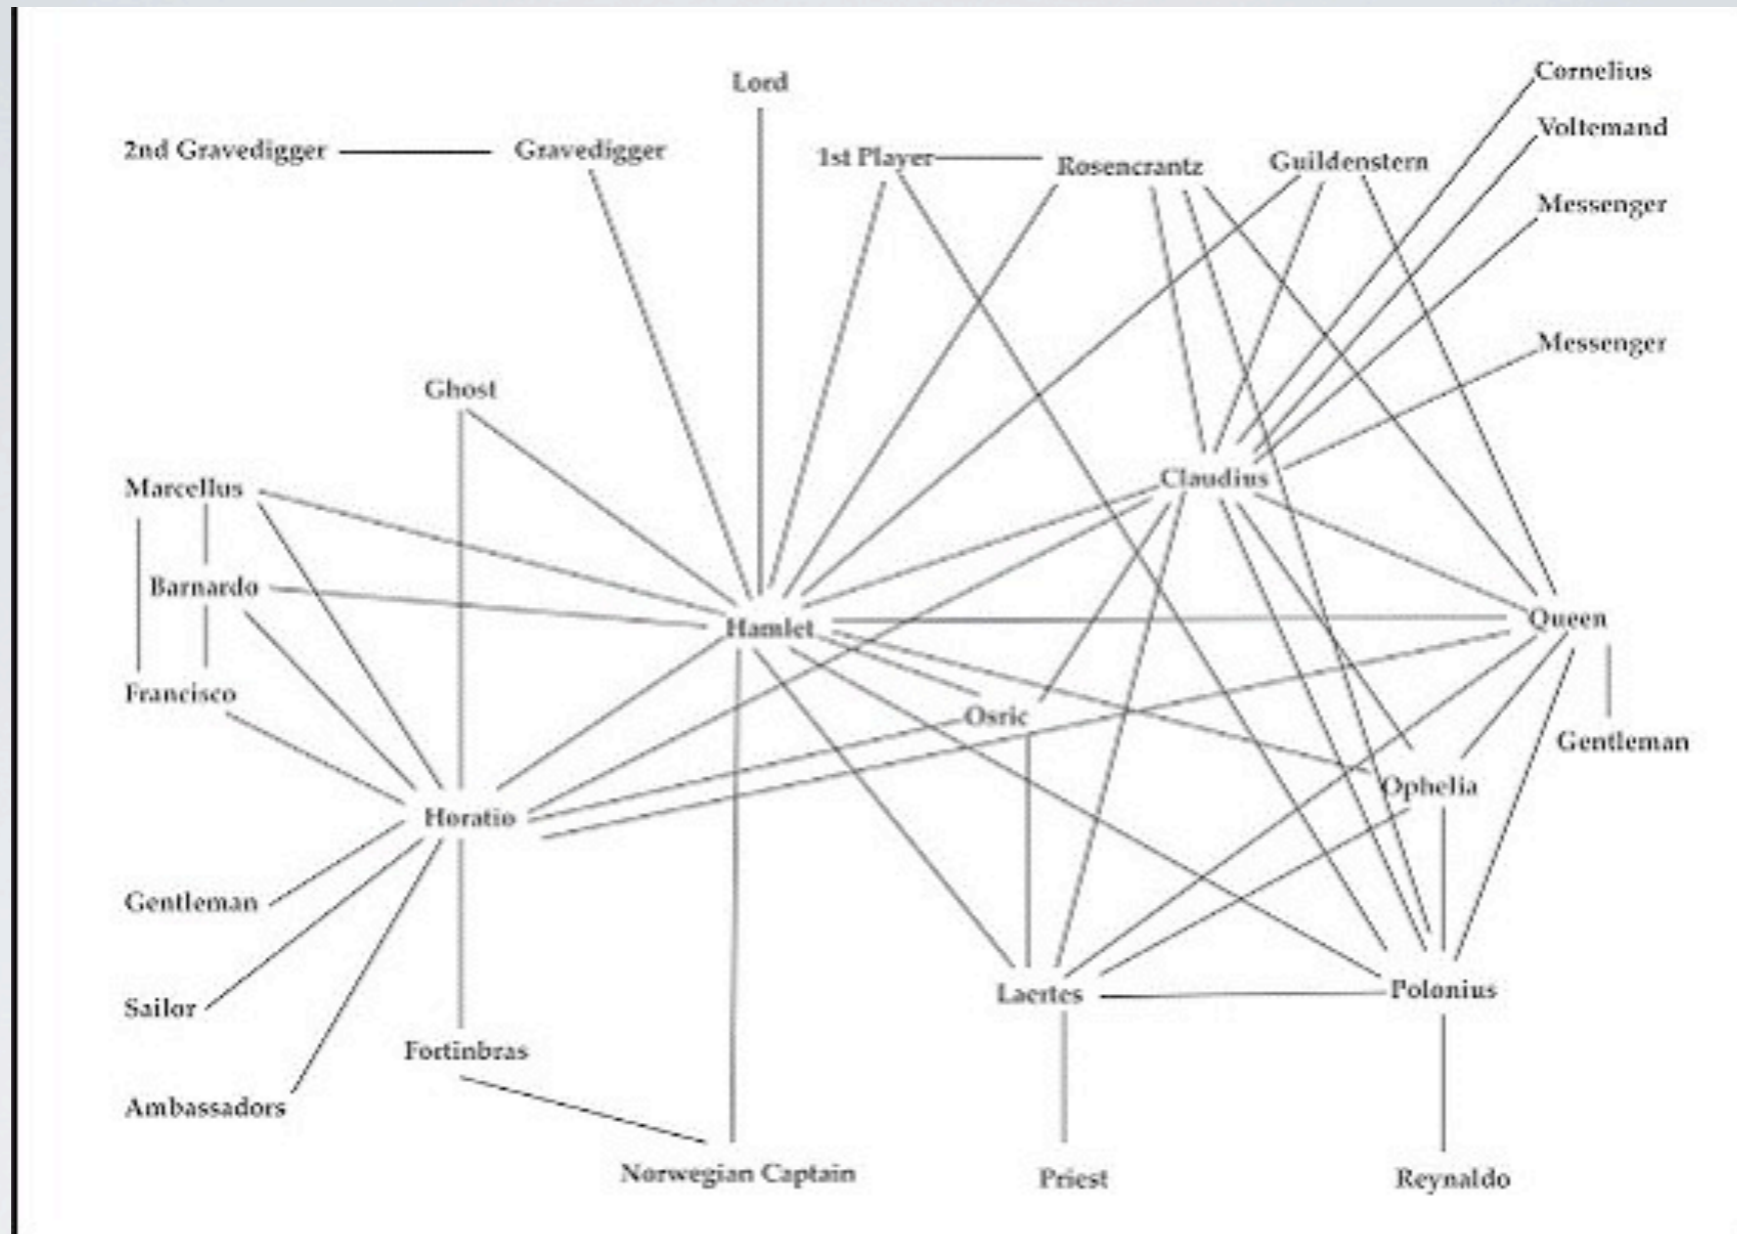 Lord
Cornelius
Voltemand
2nd Gravedigger
Gravedigger
1st Player
Rosencrantz
Guildenstern
Messenger
Messenger
Ghost
Marcellus
Claudius
Barnardo
Hamlet
Queen
Francisco
Osric
Gentleman
Ophelia
Horatio
Gentleman
Laertes
Polonius
Sailor
Fortinbras
Ambassadors
Norwegian Captain
Priest
Reynaldo